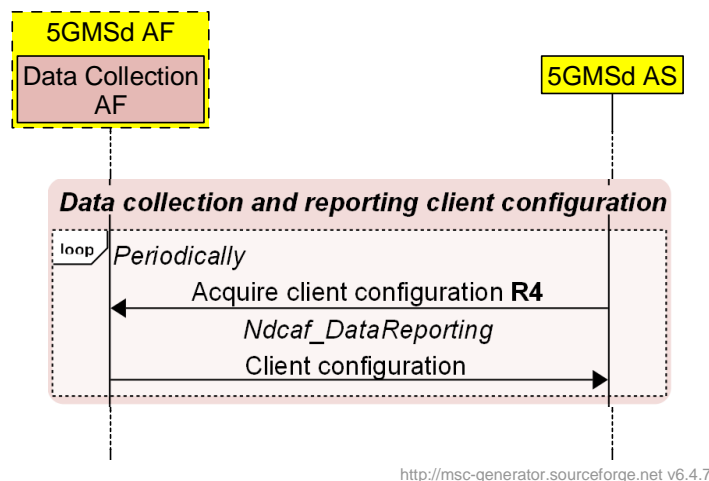 5GMSd AF
Data Collection
AF
5GMSd AS
Data collection and reporting client configuration
loop
Periodically
Acquire client configuration R4
Ndcaf_DataReporting
Client configuration
http://msc-generator.sourceforge.net v6.4.7